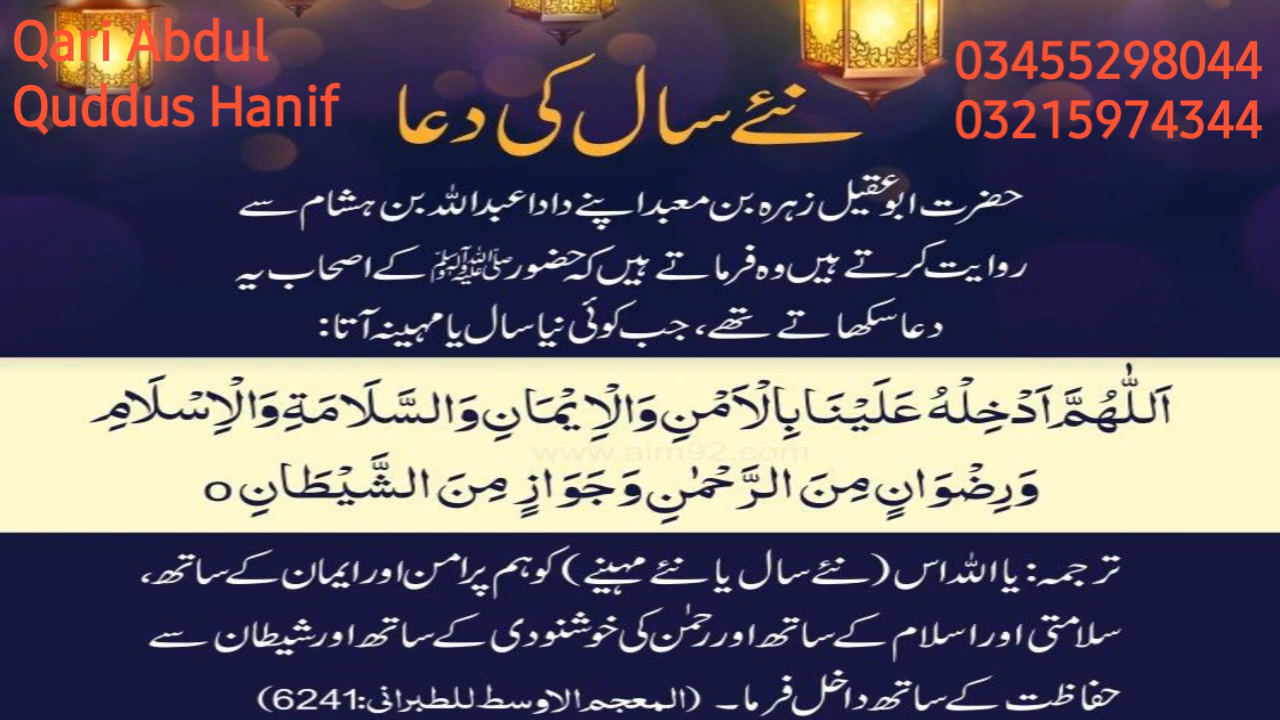 Qari Abdul
Quddus Hanif
03455298044
03215974344
نئے سال کی دعا
حضرت ابو عقیل زہرہ بن معبد اپنے دادا عبداللہ بن ہشام سے
روایت کرتے ہیں وہ فرماتے ہیں کہ حضور ﷺ کے اصحاب یہ
دعا سکھاتے تھے، جب کوئی نیا سال یا مہینہ آتا:
اَللّٰهُمَّ اَدْخِلْهُ عَلَيْنَا بِالْاَمْنِ وَالْاِيْمَانِ وَالسَّلَامَةِ وَالْاِسْلَامِ
www.aim92.com
وَرِضْوَانٍ مِنَ الرَّحْمٰنِ وَجَوَازٍ مِنَ الشَّيْطَانِ ٥
ترجمہ: یا اللہ اس (نئے سال یا نئے مہینے) کو ہم پر امن اور ایمان کے ساتھ،
سلامتی اور اسلام کے ساتھ اور رحمٰن کی خوشنودی کے ساتھ اور شیطان سے
حفاظت کے ساتھ داخل فرما۔ (المعجم الاوسط للطبرانی:6241)